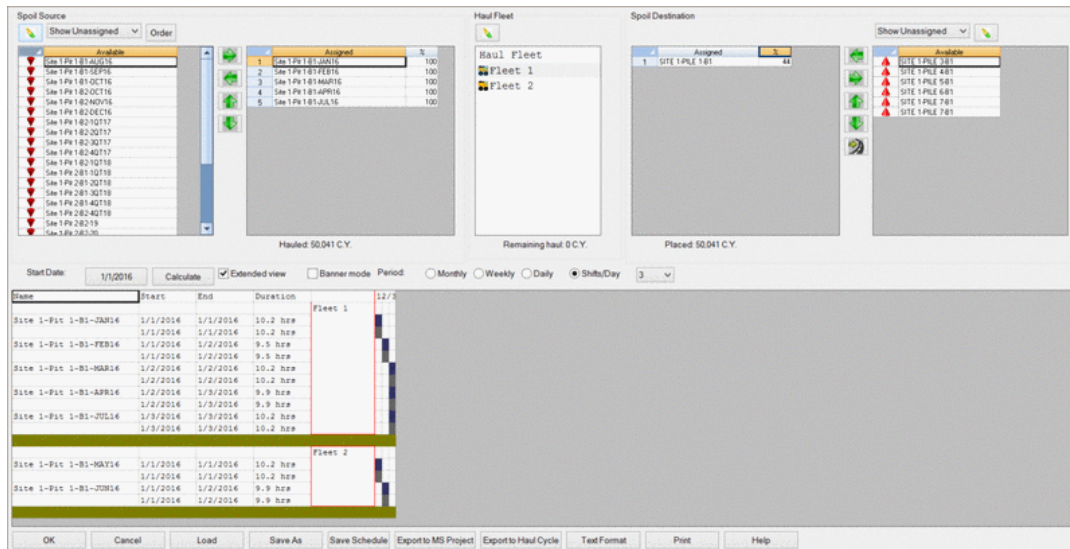 Spoil Source
Haul Fleet
Spoil Destination
Show Unassigned
Order
Show Unassigned
Available
Site 1-Pit 1-B1-AUG16
Site 1-Pit 1-B1-SEP16
Site 1-Pit 1-B1-OCT16
Site 1-Pit 1-B2-OCT16
Site 1-Pit 1-B2-NOV16
Site 1-Pit 1-B2-DEC16
Site 1-Pit 1-B2-1QT17
Site 1-Pit 1-B2-2QT17
Site 1-Pit 1-B2-3QT17
Site 1-Pit 1-B2-4QT17
Site 1-Pit 1-B2-1QT18
Site 1-Pit 2-B1-1QT18
Site 1-Pit 2-B1-2QT18
Site 1-Pit 2-B1-3QT18
Site 1-Pit 2-B1-4QT18
Site 1-Pit 2-B2-4QT18
Site 1-Pit 2-B2-19
Site 1-Pit 2-B2-20
Assigned %
1 Site 1-Pit 1-B1-JAN16 100
2 Site 1-Pit 1-B1-FEB16 100
3 Site 1-Pit 1-B1-MAR16 100
4 Site 1-Pit 1-B1-APR16 100
5 Site 1-Pit 1-B1-JUL16 100
Haul Fleet
Fleet 1
Fleet 2
Assigned %
1 SITE 1-PILE 1-B1 44
Available
SITE 1-PILE 3-B1
SITE 1-PILE 4-B1
SITE 1-PILE 5-B1
SITE 1-PILE 6-B1
SITE 1-PILE 7-B1
Hauled: 50,041 C.Y.
Remaining haul: 0 C.Y.
Placed: 50,041 C.Y.
Start Date: 1/1/2016 Calculate Extended view Banner mode Period: Monthly Weekly Daily Shifts/Day 3
Name Start End Duration 12/3
Fleet 1
Site 1-Pit 1-B1-JAN16 1/1/2016 1/1/2016 10.2 hrs
1/1/2016 1/1/2016 10.2 hrs
Site 1-Pit 1-B1-FEB16 1/1/2016 1/2/2016 9.5 hrs
1/1/2016 1/2/2016 9.5 hrs
Site 1-Pit 1-B1-MAR16 1/2/2016 1/2/2016 10.2 hrs
1/2/2016 1/2/2016 10.2 hrs
Site 1-Pit 1-B1-APR16 1/2/2016 1/3/2016 9.9 hrs
1/2/2016 1/3/2016 9.9 hrs
Site 1-Pit 1-B1-JUL16 1/3/2016 1/3/2016 10.2 hrs
1/3/2016 1/3/2016 10.2 hrs
Fleet 2
Site 1-Pit 1-B1-MAY16 1/1/2016 1/1/2016 10.2 hrs
1/1/2016 1/1/2016 10.2 hrs
Site 1-Pit 1-B1-JUN16 1/1/2016 1/2/2016 9.9 hrs
1/1/2016 1/2/2016 9.9 hrs
OK Cancel Load Save As Save Schedule Export to MS Project Export to Haul Cycle Text Format Print Help